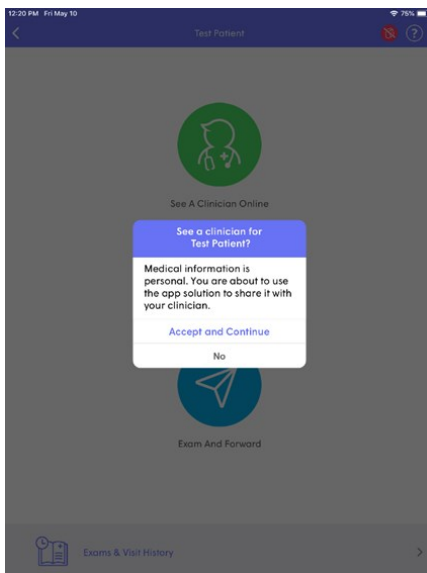 12:20 PM Fri May 10
75%
Test Patient
?
See A Clinician Online
See a clinician for
Test Patient?
Medical information is
personal. You are about to use
the app solution to share it with
your clinician.
Accept and Continue
No
Exam And Forward
Exams & Visit History